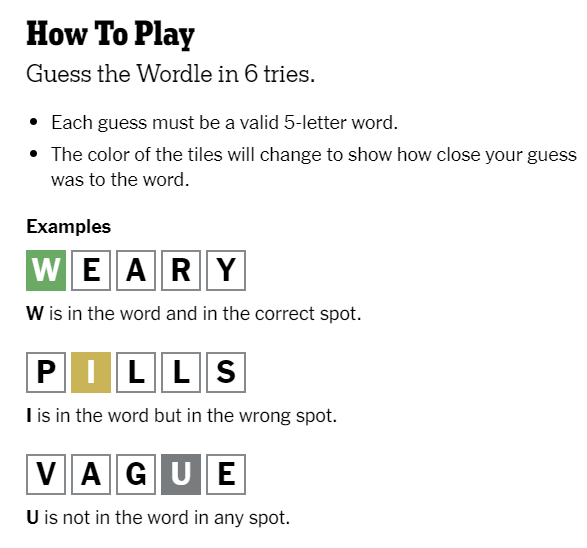 How To Play
Guess the Wordle in 6 tries.
• Each guess must be a valid 5-letter word.
• The color of the tiles will change to show how close your guess
was to the word.
Examples
W E A R Y
W is in the word and in the correct spot.
P I L L S
I is in the word but in the wrong spot.
V A G U E
U is not in the word in any spot.